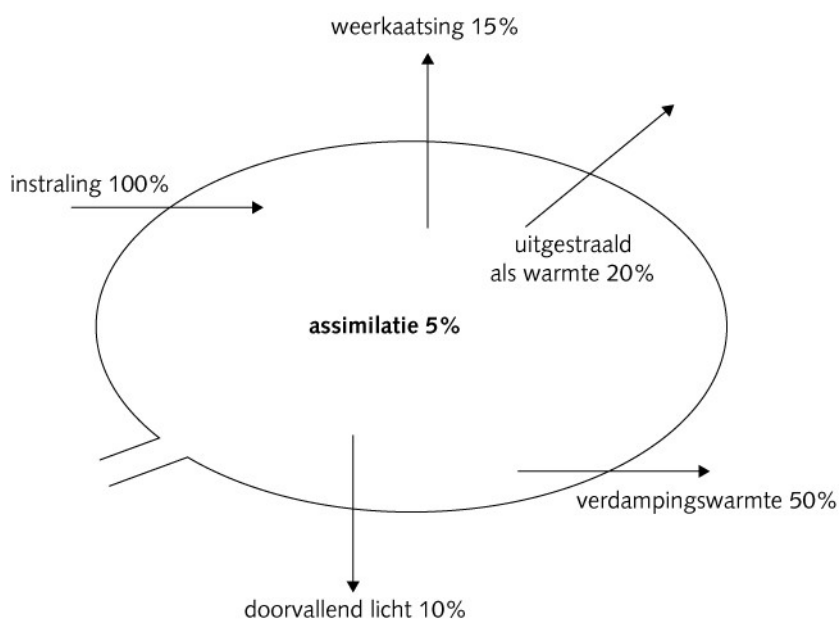 weerkaatsing 15%
instraling 100%
uitgestraald
als warmte 20%
assimilatie 5%
verdampingswarmte 50%
doorvallend licht 10%